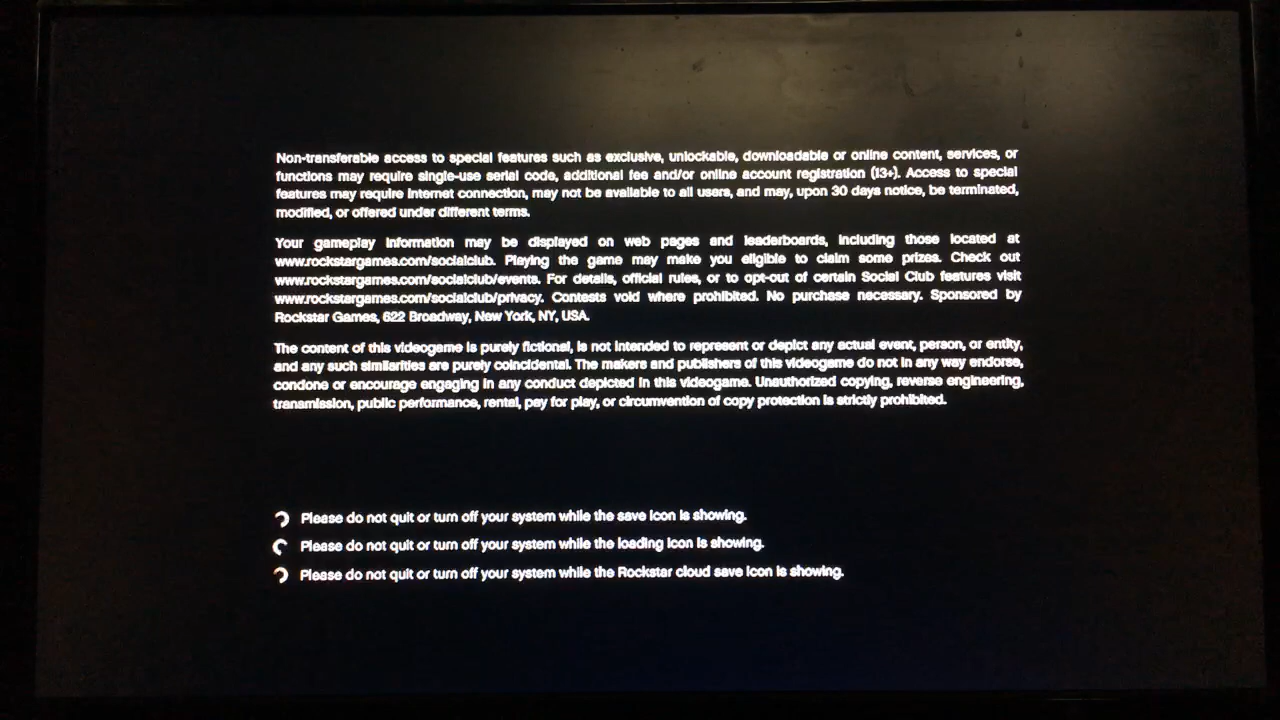 Non-transferable access to special features such as exclusive, unlockable, downloadable or online content, services, or
functions may require single-use serial code, additional fee and/or online account registration (13+). Access to special
features may require internet connection, may not be available to all users, and may, upon 30 days notice, be terminated,
modified, or offered under different terms.
Your gameplay information may be displayed on web pages and leaderboards, including those located at
www.rockstargames.com/socialclub. Playing the game may make you eligible to claim some prizes. Check out
www.rockstargames.com/socialclub/events. For details, official rules, or to opt-out of certain Social Club features visit
www.rockstargames.com/socialclub/privacy. Contests void where prohibited. No purchase necessary. Sponsored by
Rockstar Games, 622 Broadway, New York, NY, USA.
The content of this videogame is purely fictional, is not intended to represent or depict any actual event, person, or entity,
and any such similarities are purely coincidental. The makers and publishers of this videogame do not in any way endorse,
condone or encourage engaging in any conduct depicted in this videogame. Unauthorized copying, reverse engineering,
transmission, public performance, rental, pay for play, or circumvention of copy protection is strictly prohibited.
Please do not quit or turn off your system while the save icon is showing.
Please do not quit or turn off your system while the loading icon is showing.
Please do not quit or turn off your system while the Rockstar cloud save icon is showing.